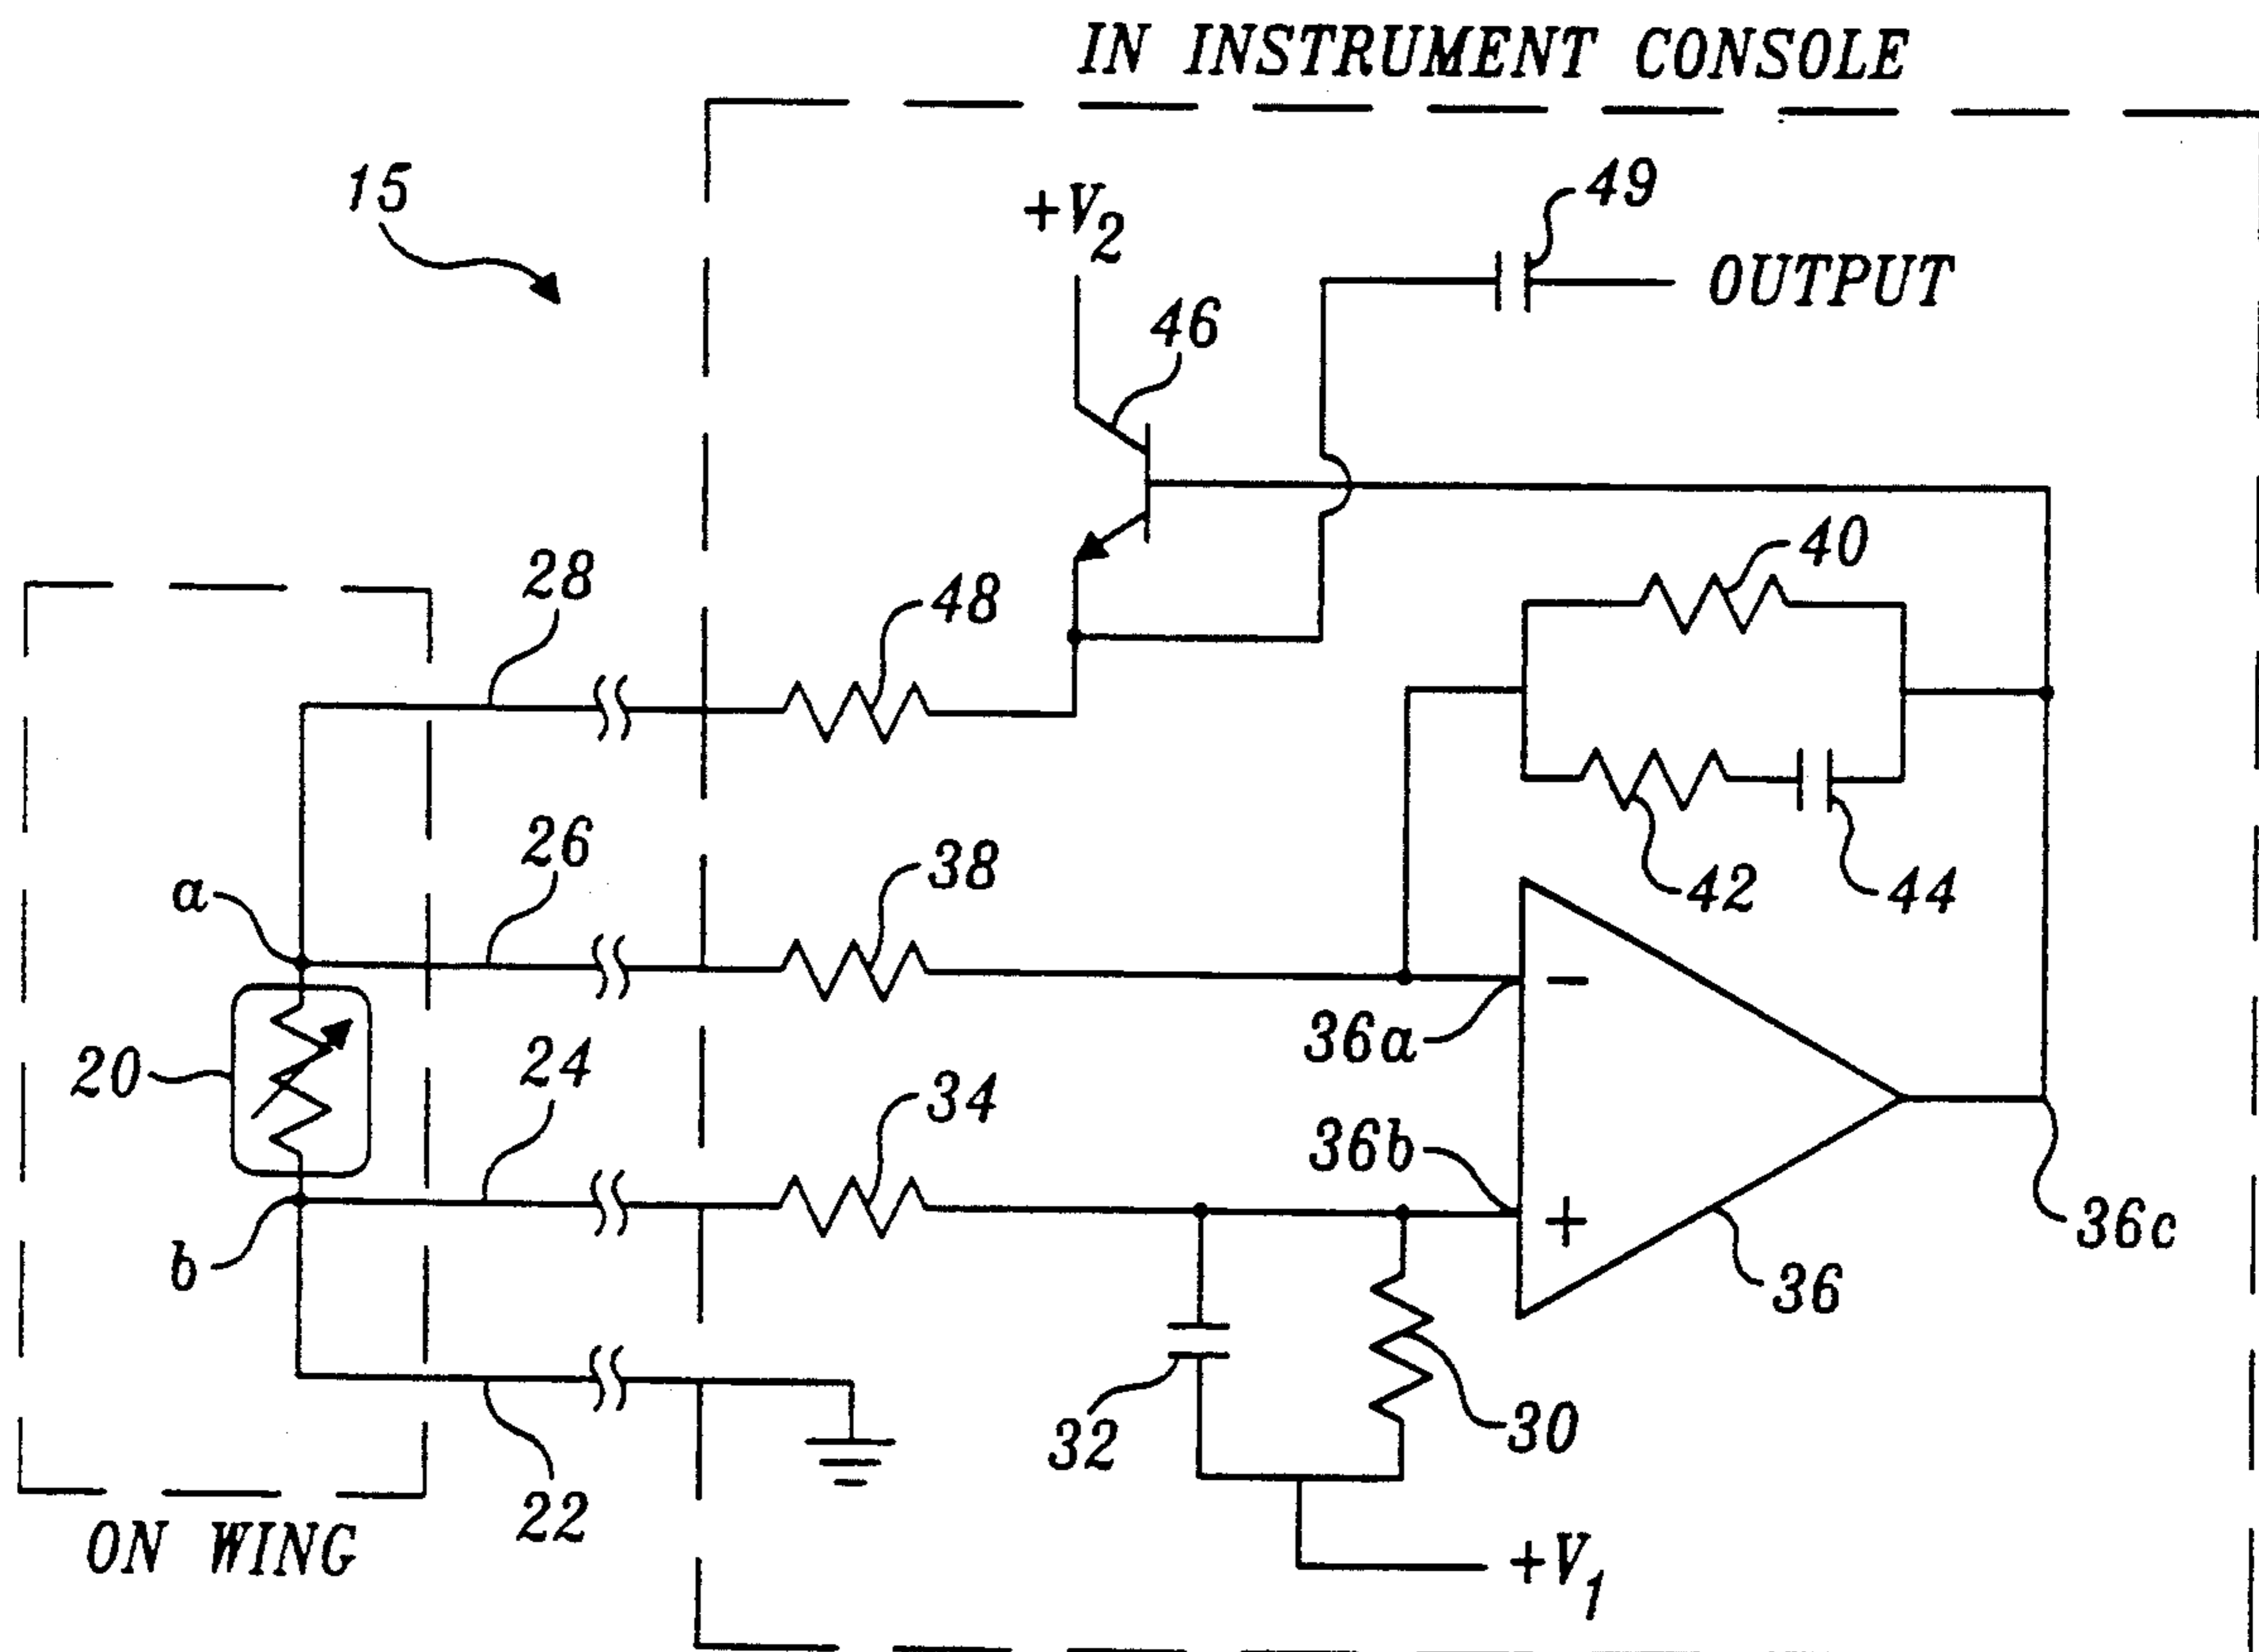 IN INSTRUMENT CONSOLE
15
+V2
49
OUTPUT
46
28
48
40
26
38
42
44
a
20
24
34
36a
36b
b
36c
36
32
30
22
ON WING
+V1